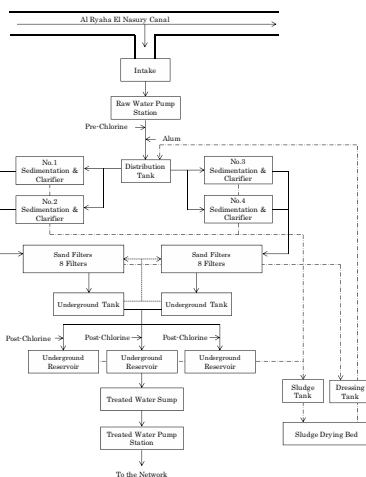 Al Ryaha El Nasury Canal
Intake
Raw Water Pump
Station
Pre-Chlorine
Alum
No.1
Sedimentation &
Clarifier
Distribution
Tank
No.3
Sedimentation &
Clarifier
No.2
Sedimentation &
Clarifier
No.4
Sedimentation &
Clarifier
Sand Filters
8 Filters
Sand Filters
8 Filters
Underground Tank
Underground Tank
Post-Chlorine
Post-Chlorine
Post-Chlorine
Underground
Reservoir
Underground
Reservoir
Underground
Reservoir
Sludge
Tank
Dressing
Tank
Treated Water Sump
Treated Water Pump
Station
Sludge Drying Bed
To the Network